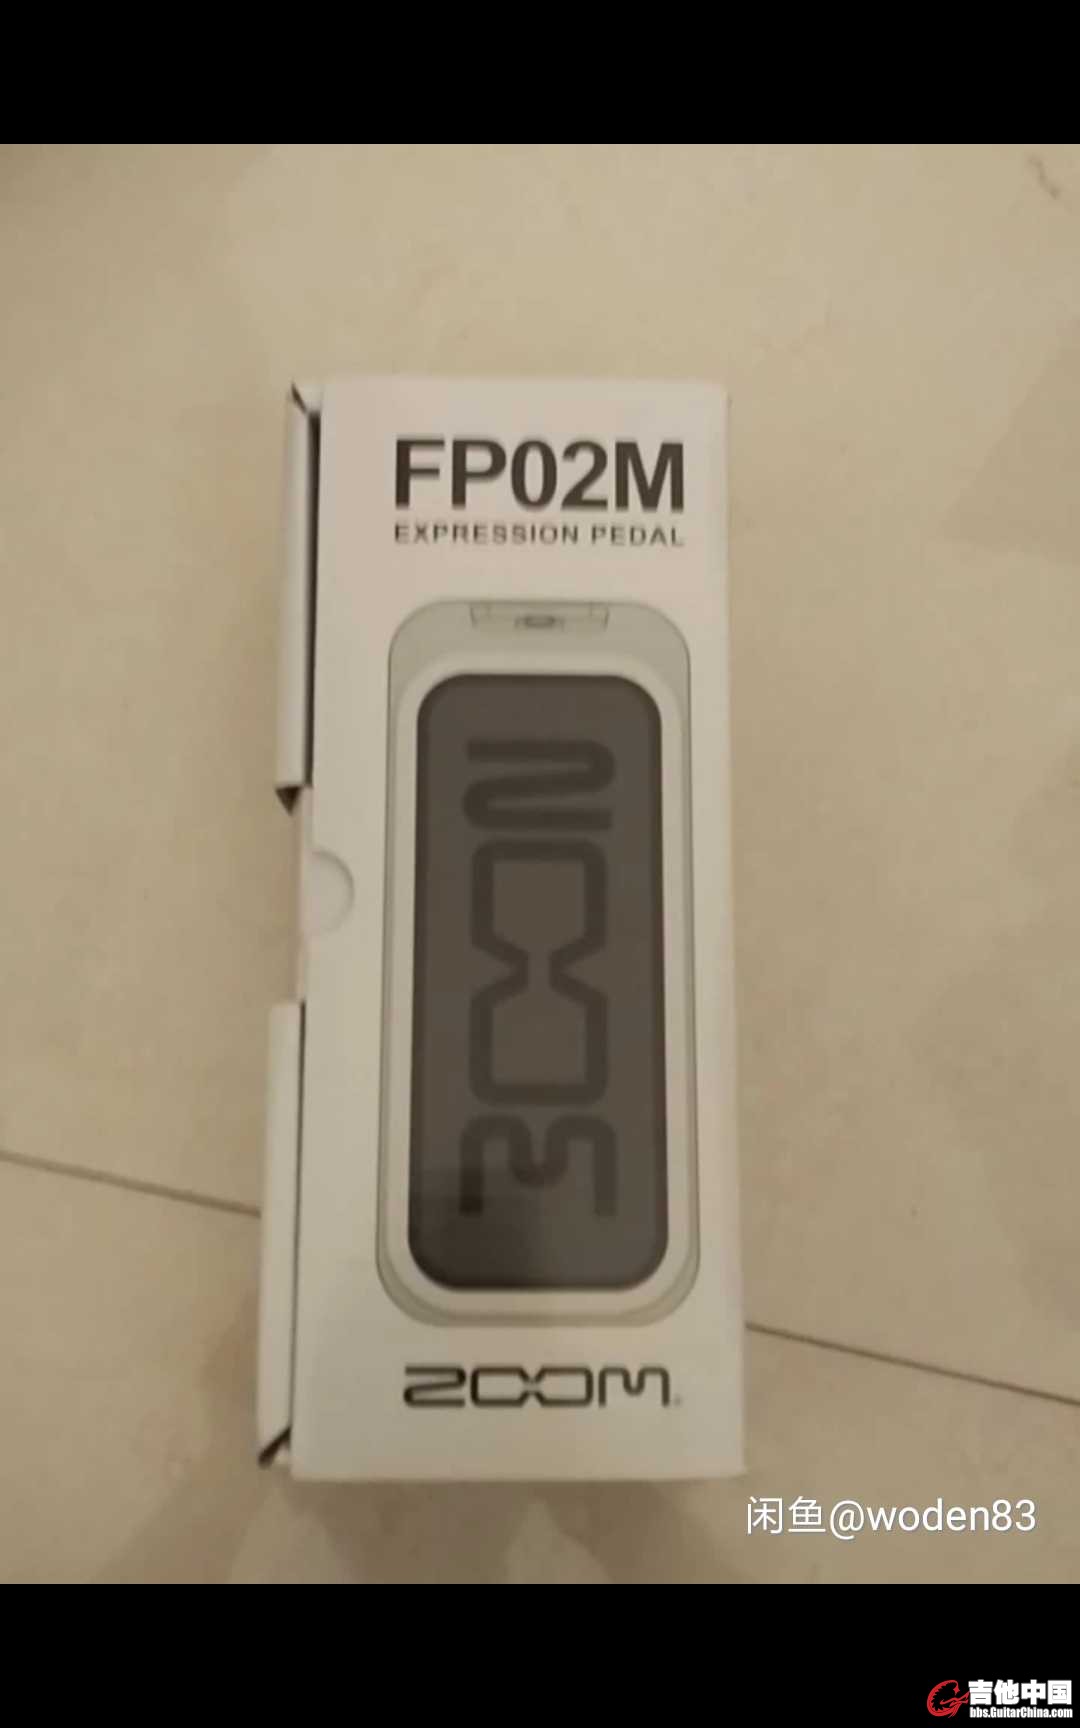 FP02M
EXPRESSION PEDAL
ZOOM
ZOOM
闲鱼@woden83
吉他中国
bbs.GuitarChina.com